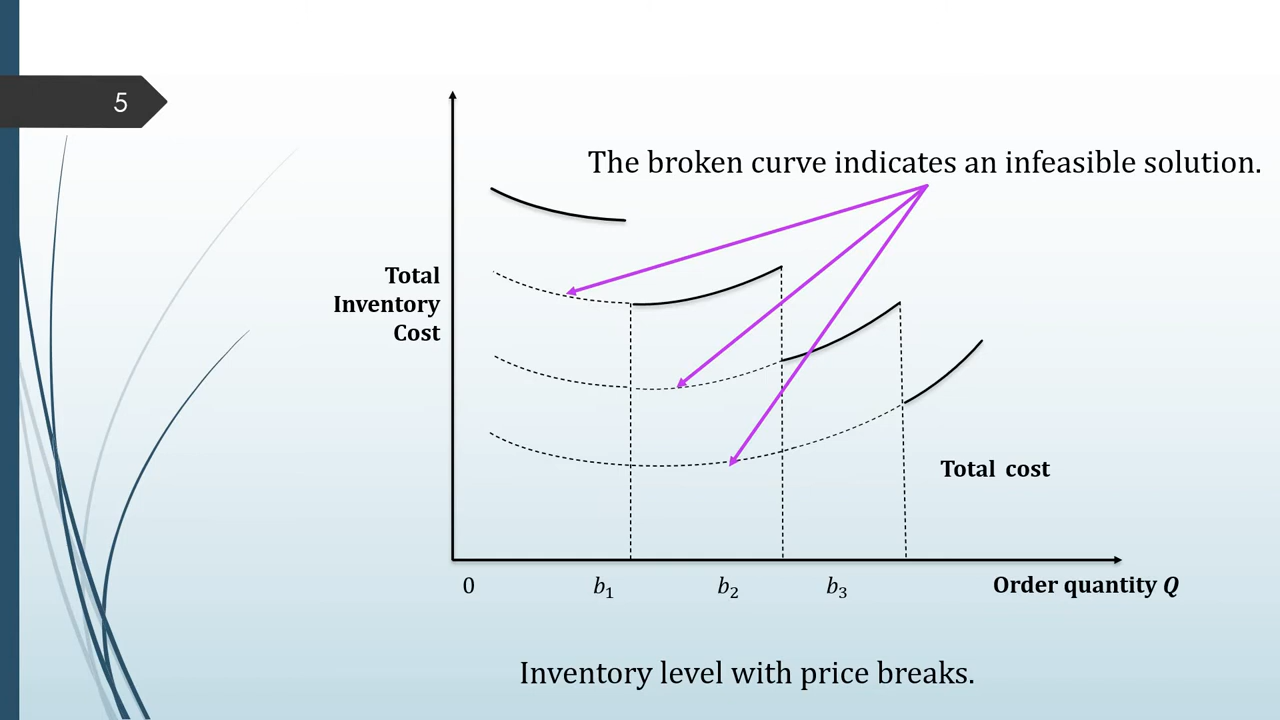 5
The broken curve indicates an infeasible solution.
Total
Inventory
Cost
Total cost
0 b₁ b₂ b₃ Order quantity Q
Inventory level with price breaks.